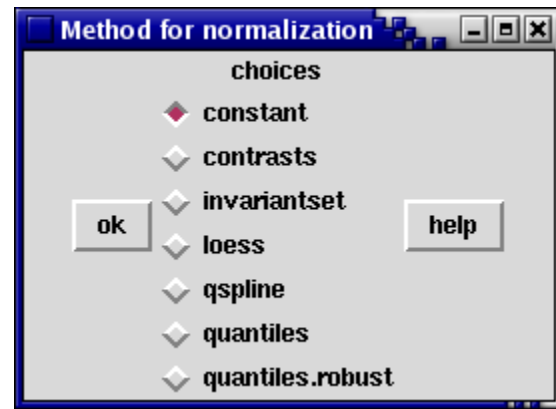 Method for normalization
choices
constant
contrasts
invariantset
ok
help
loess
qspline
quantiles
quantiles.robust